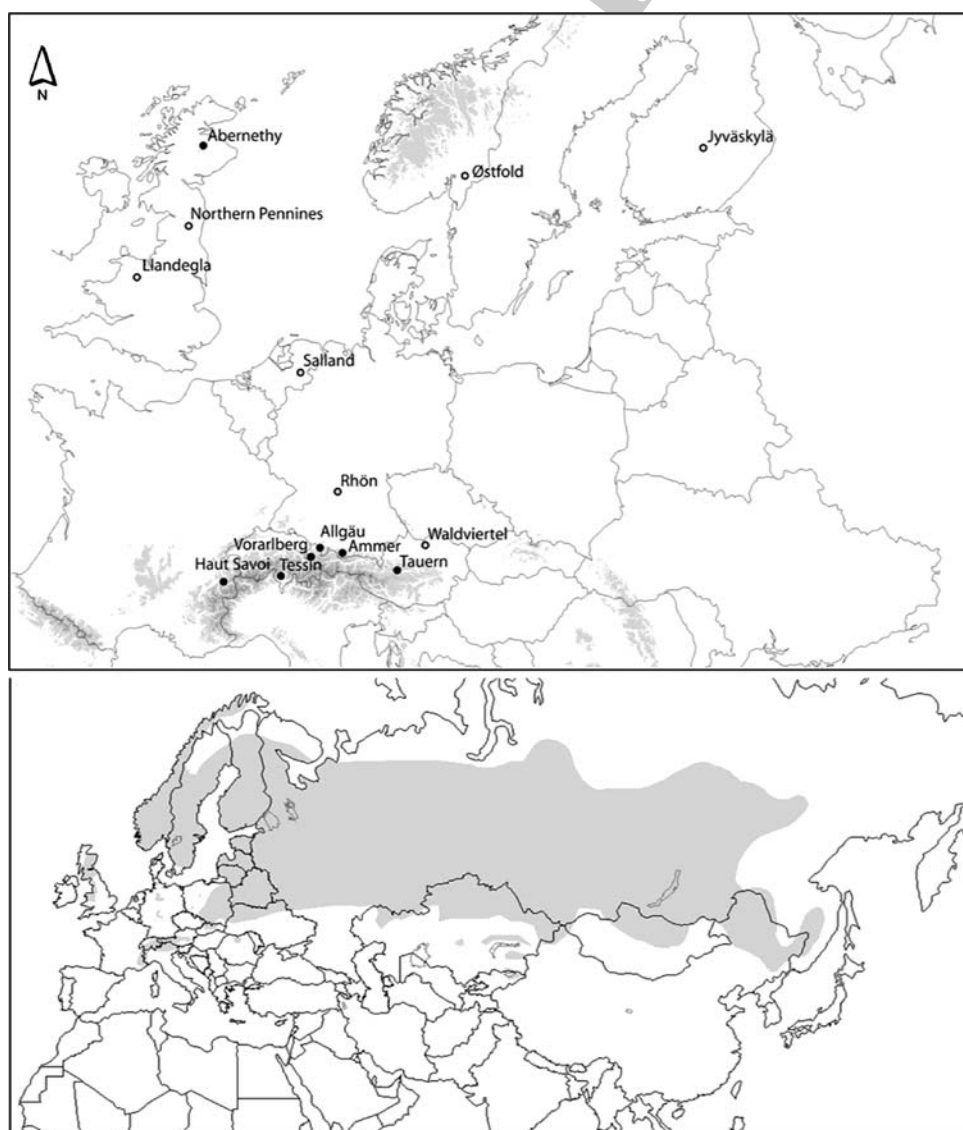 N
Abernethy
Jyväskylä
Østfold
Northern Pennines
Llandegla
Salland
Rhön
Allgäu
Waldviertel
Vorarlberg
Ammer
Haut Savoi
Tessin
Tauern